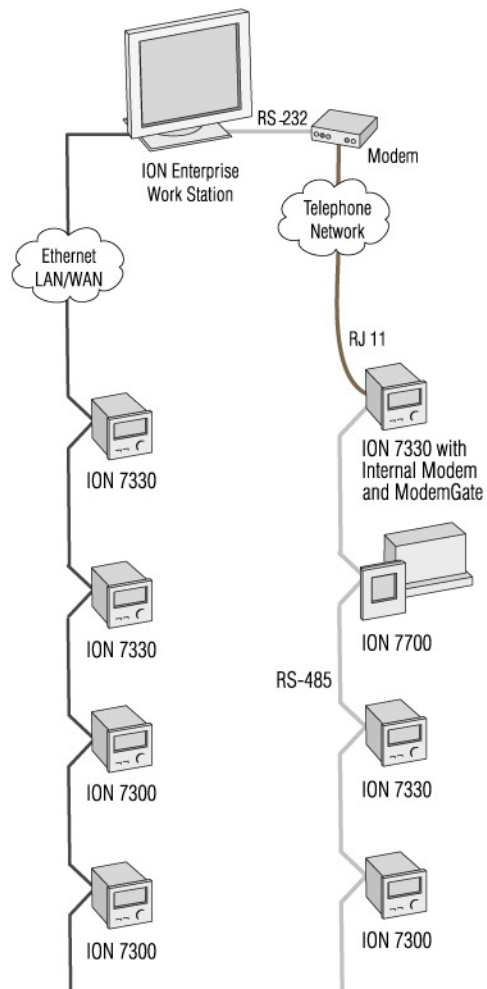 RS-232
Modem
ION Enterprise
Work Station
Telephone
Network
Ethernet
LAN/WAN
RJ 11
ION 7330
ION 7330 with
Internal Modem
and ModemGate
ION 7330
ION 7700
RS-485
ION 7300
ION 7330
ION 7300
ION 7300